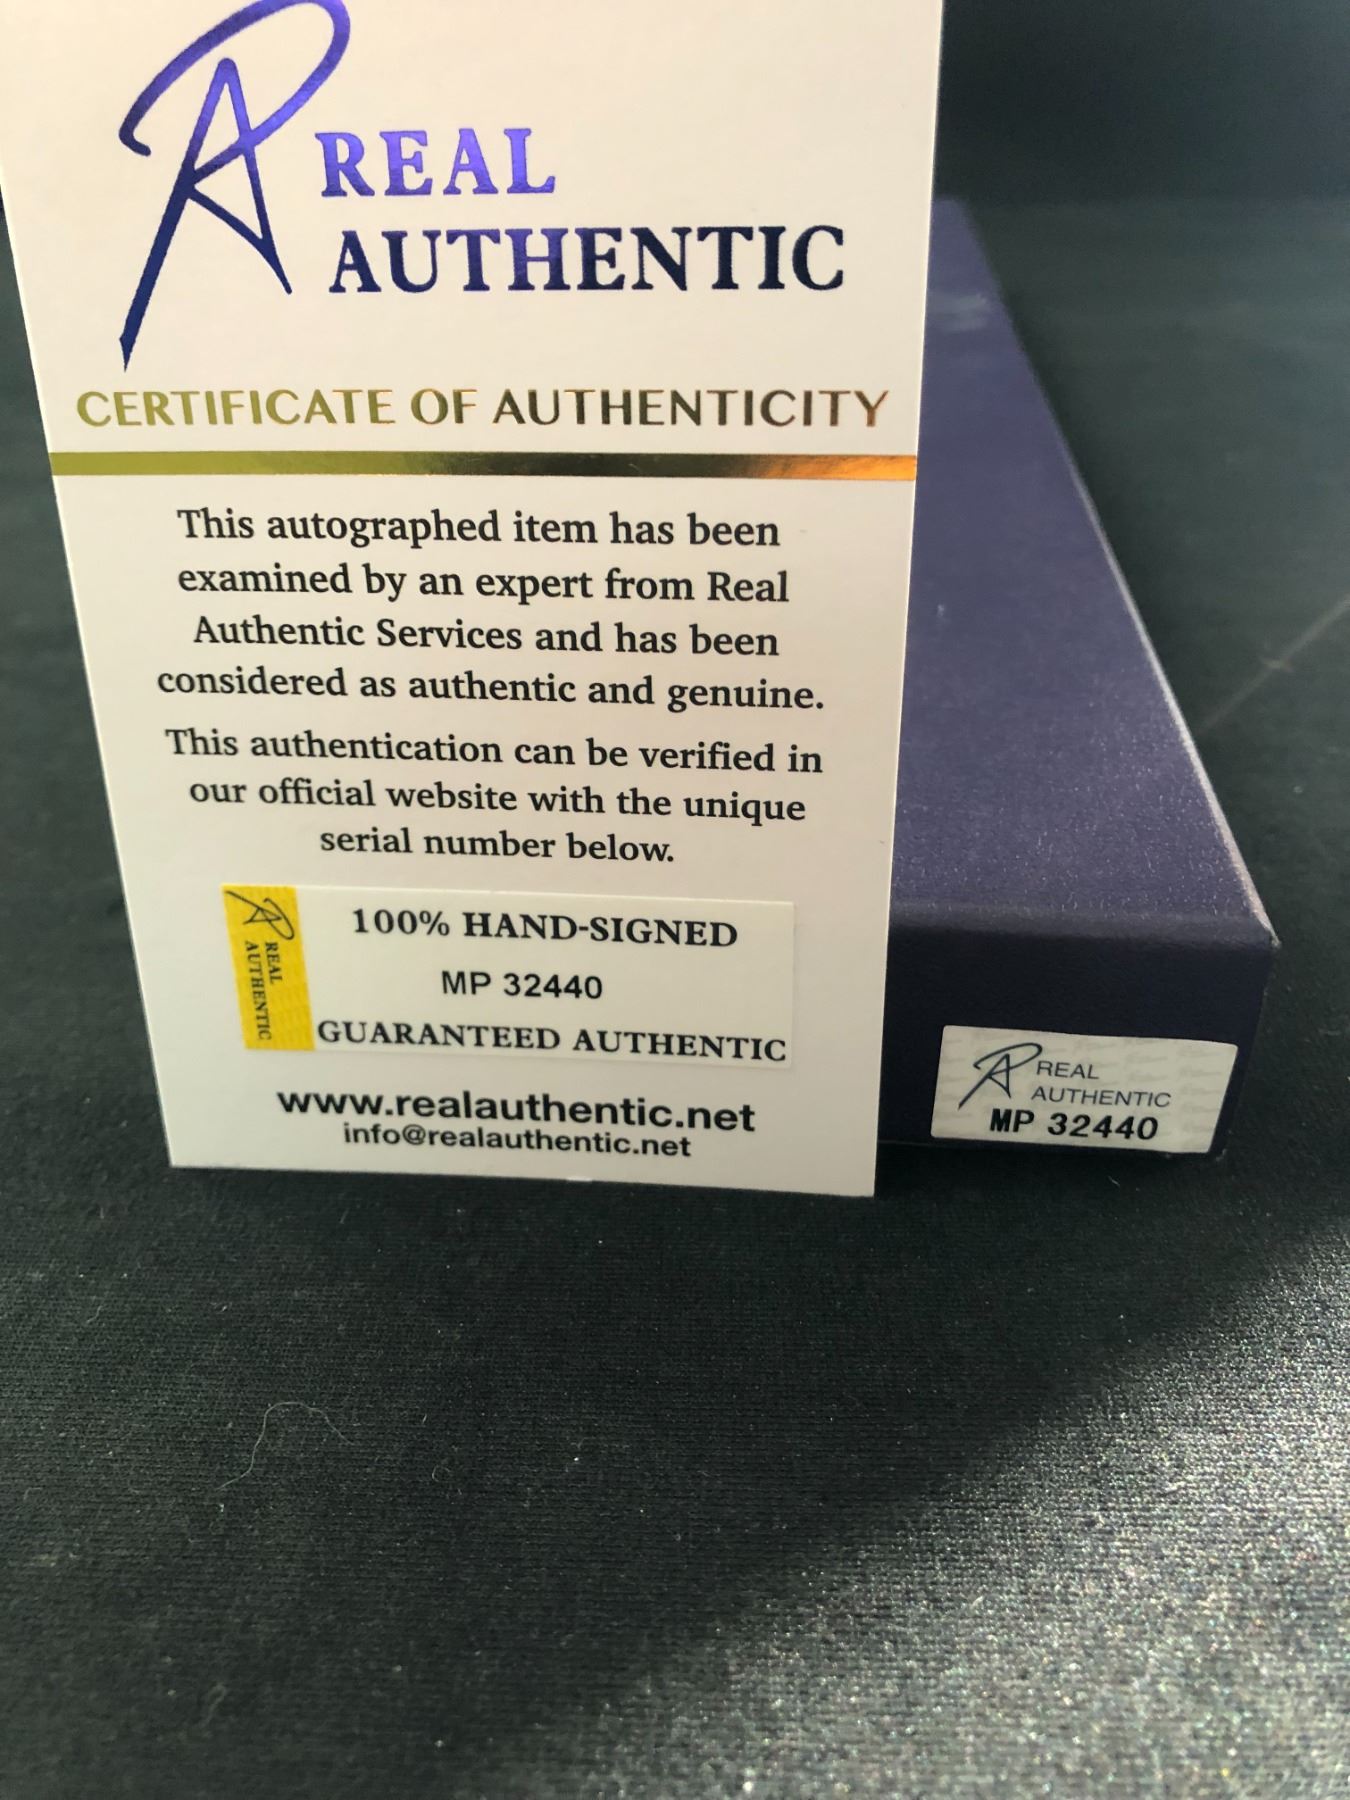 REAL
AUTHENTIC
CERTIFICATE OF AUTHENTICITY
This autographed item has been
examined by an expert from Real
Authentic Services and has been
considered as authentic and genuine.
This authentication can be verified in
our official website with the unique
serial number below.
REAL
AUTHENTIC
100% HAND-SIGNED
MP 32440
GUARANTEED AUTHENTIC
www.realauthentic.net
info@realauthentic.net
REAL
AUTHENTIC
MP 32440